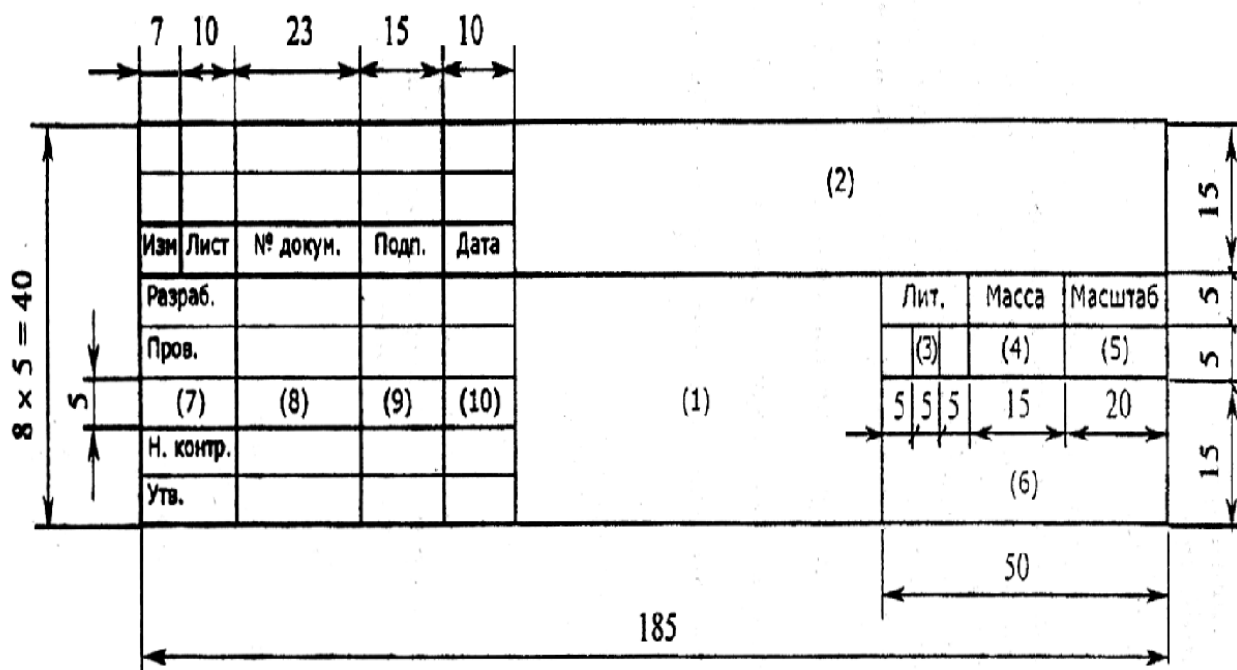 7 10 23 15 10
(2)
15
Изм Лист № докум. Подп. Дата
8 × 5 = 40
Разраб.
Лит. Масса Масштаб
5
Пров.
(3) (4) (5)
5
5
(7) (8) (9) (10)
(1)
5 5 5 15 20
Н. контр.
(6)
15
Утв.
50
185